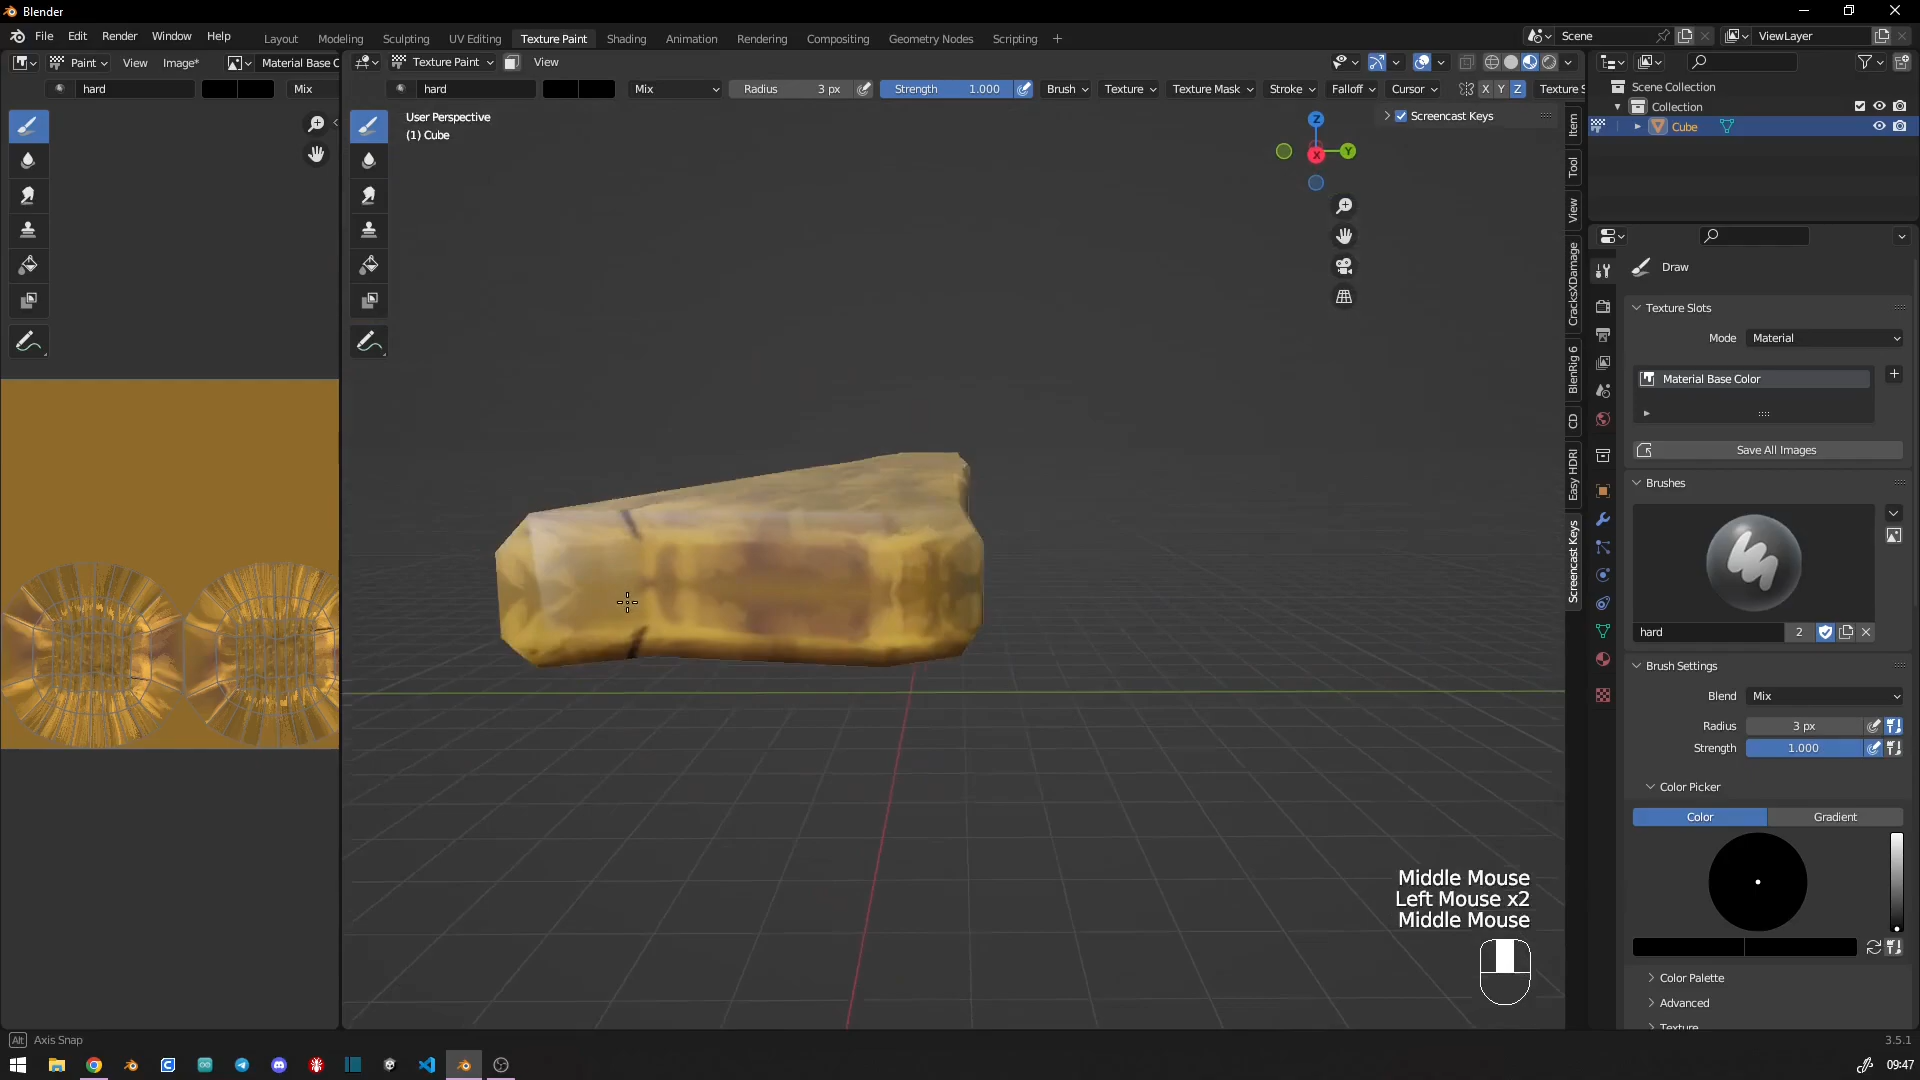 Blender
File Edit Render Window Help
Layout Modeling Sculpting UV Editing Texture Paint Shading Animation Rendering Compositing Geometry Nodes Scripting +
Scene
ViewLayer
Paint View Image* Material Base C
Texture Paint View
hard Mix
hard Mix Radius 3 px Strength 1.000 Brush Texture Texture Mask Stroke Falloff Cursor X Y Z Texture S
User Perspective
(1) Cube
Screencast Keys
Z
X
Y
Item
Tool
View
CracksXDamage
BlenRig 6
CD
Easy HDRI
Screencast Keys
Scene Collection
Collection
Cube
Draw
Texture Slots
Mode Material
Material Base Color
Save All Images
Brushes
hard 2
Brush Settings
Blend Mix
Radius 3 px
Strength 1.000
Color Picker
Color Gradient
Color Palette
Advanced
Texture
Middle Mouse
Left Mouse x2
Middle Mouse
Alt Axis Snap
3.5.1
09:47